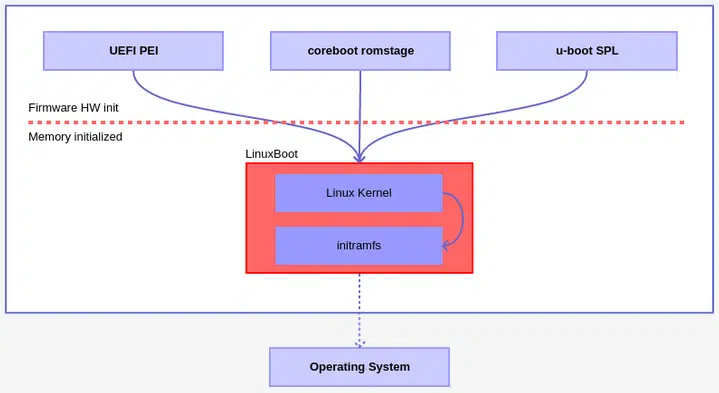 UEFI PEI
coreboot romstage
u-boot SPL
Firmware HW init
Memory initialized
LinuxBoot
Linux Kernel
initramfs
Operating System